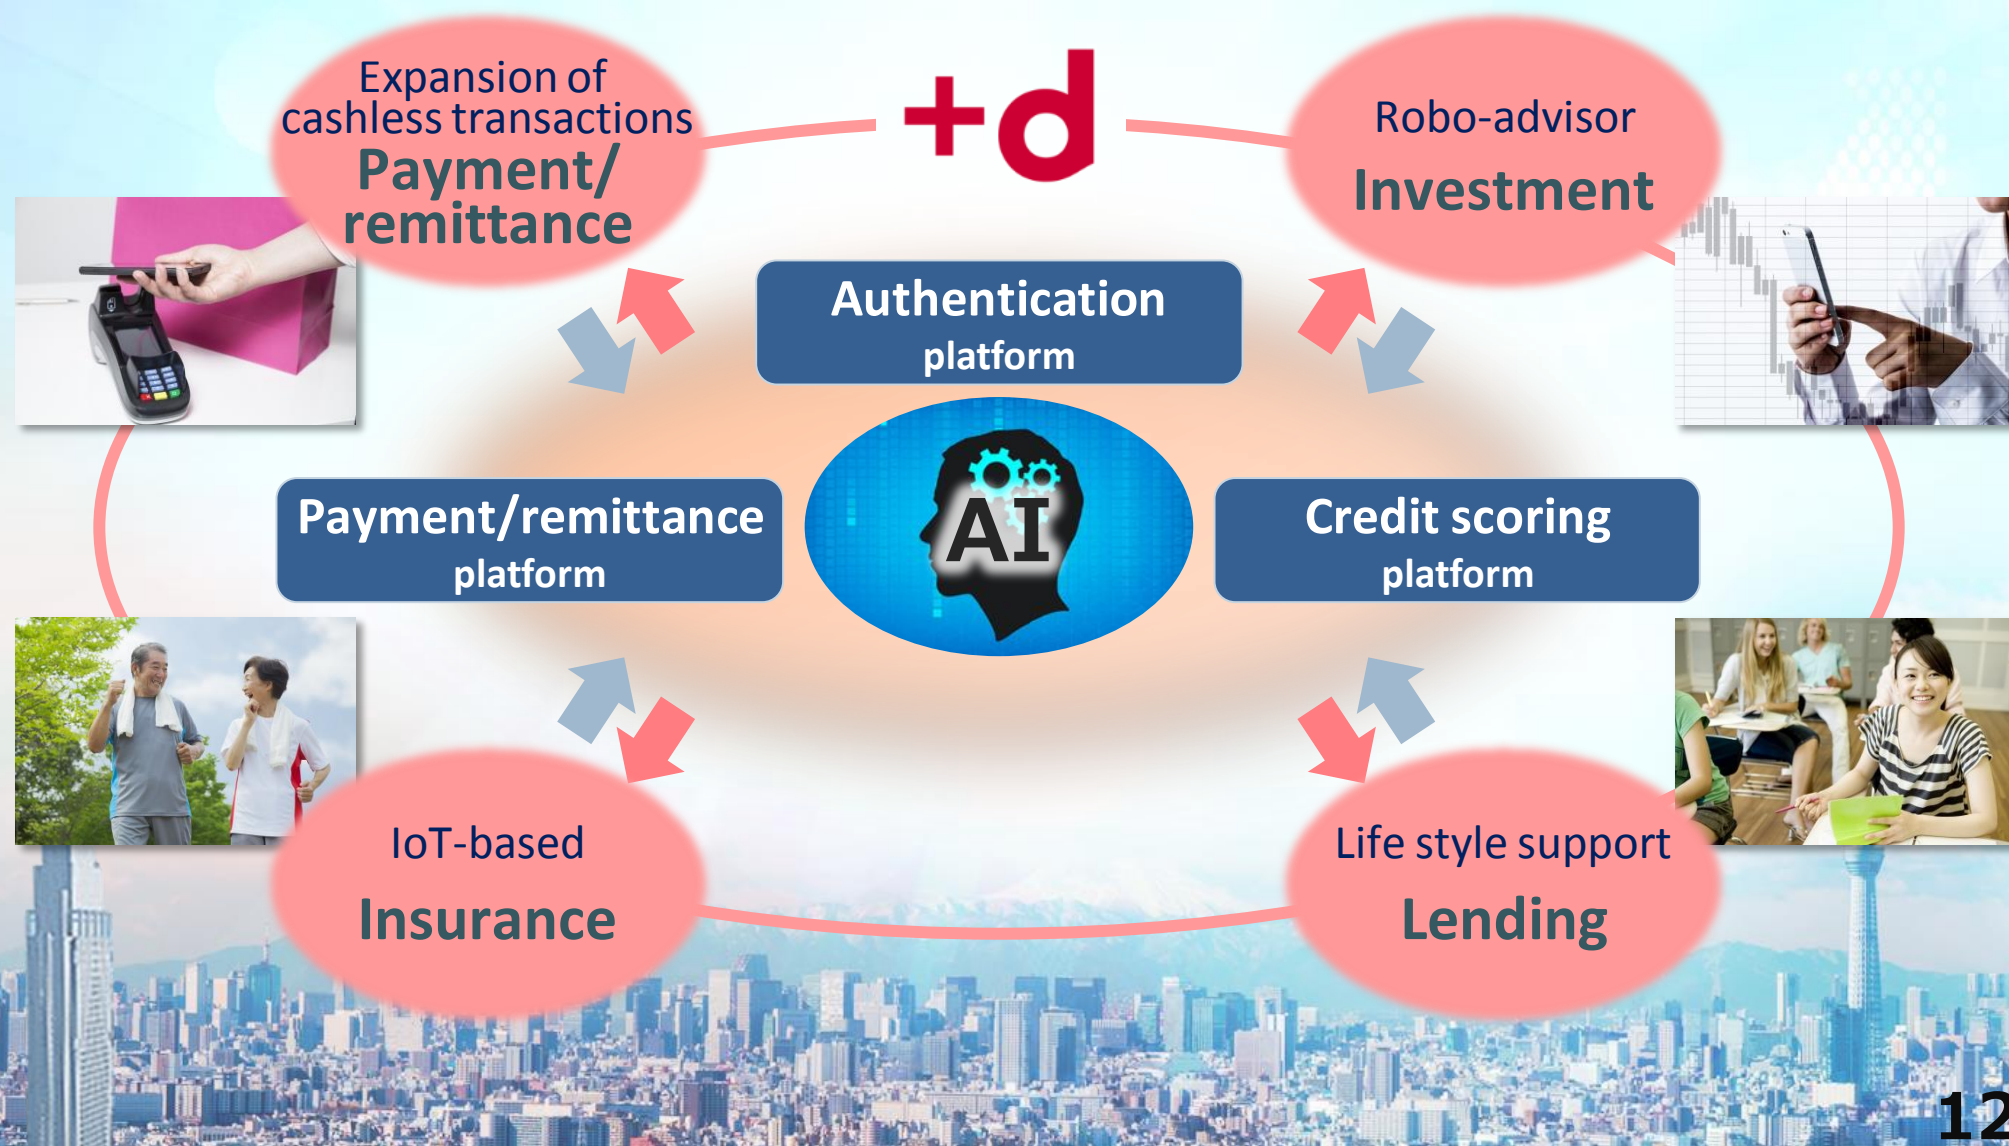 Expansion of
cashless transactions
Payment/
remittance
+d
Robo-advisor
Investment
Authentication
platform
Payment/remittance
platform
AI
Credit scoring
platform
IoT-based
Insurance
Life style support
Lending
12